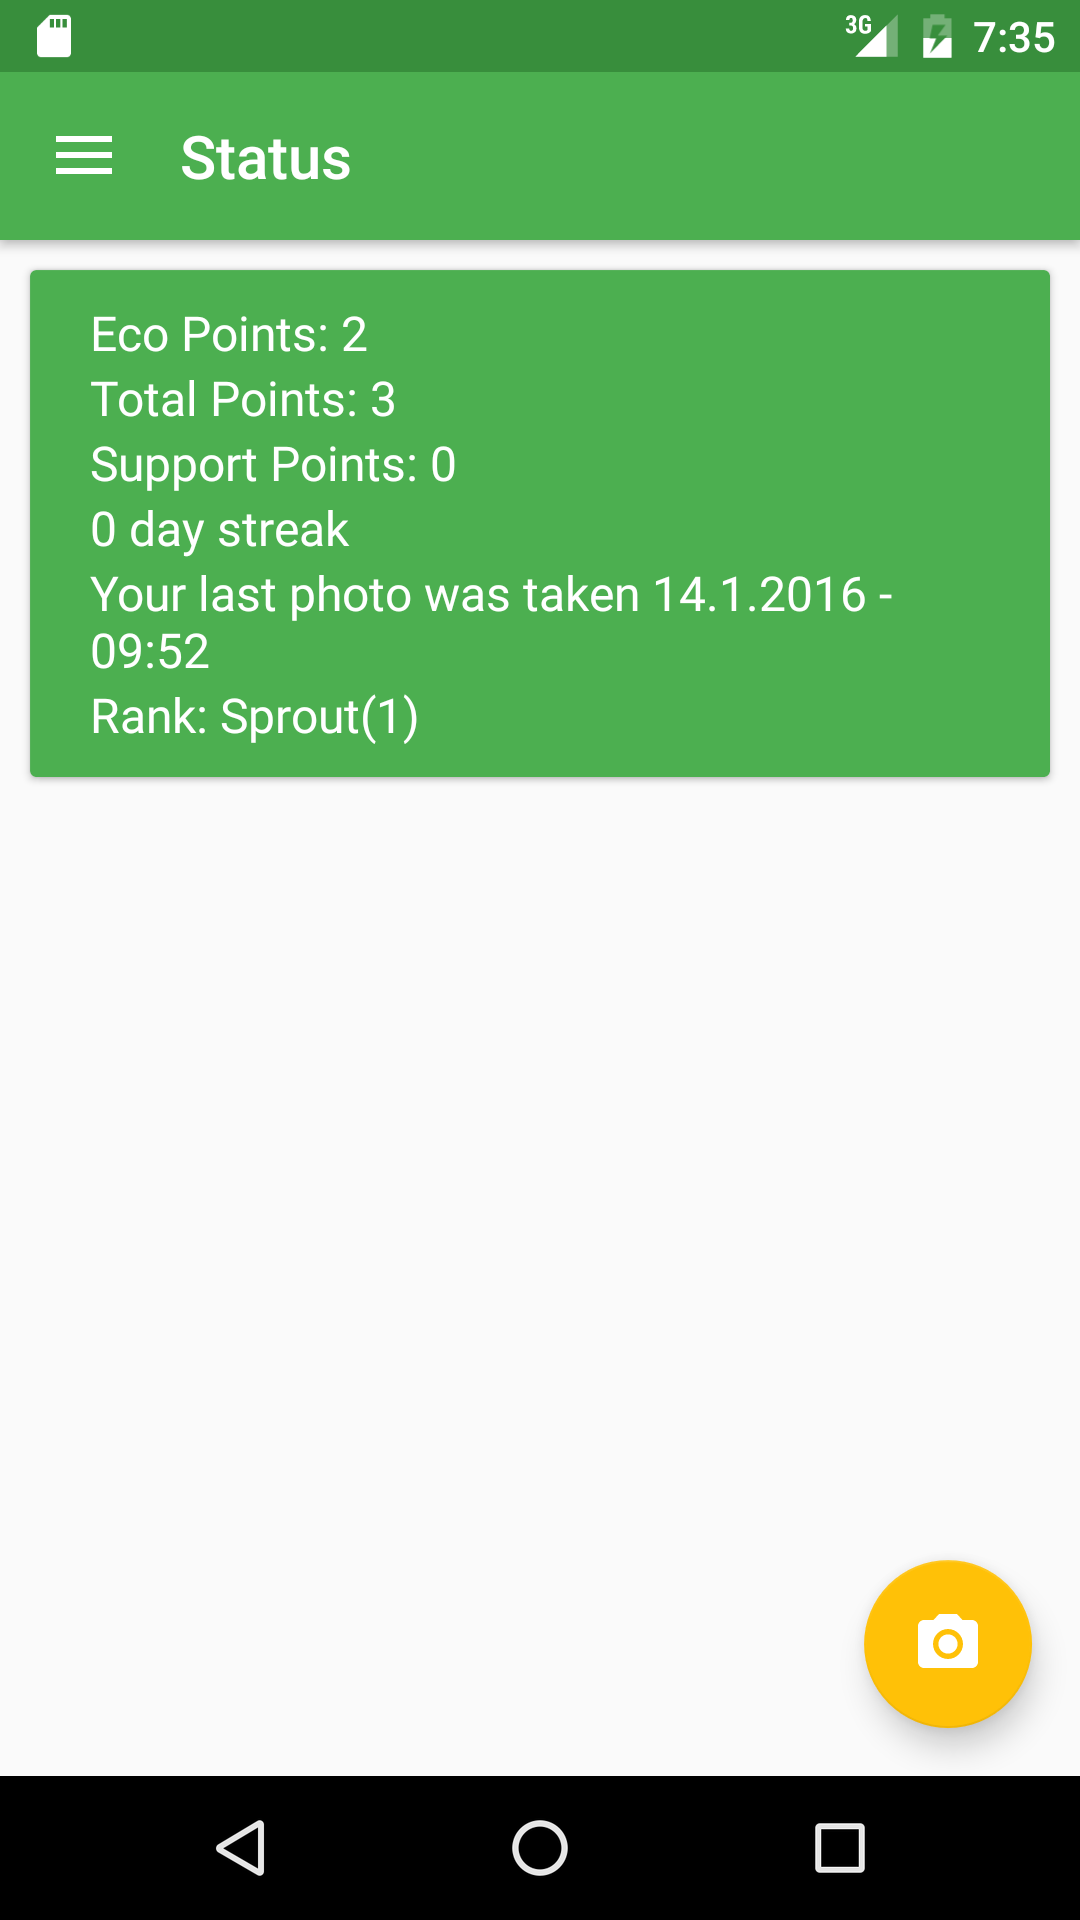 3G 7:35
Status
Eco Points: 2
Total Points: 3
Support Points: 0
0 day streak
Your last photo was taken 14.1.2016 -
09:52
Rank: Sprout(1)